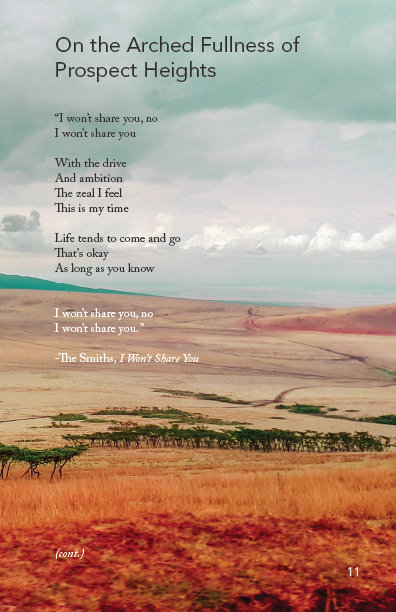 On the Arched Fullness of
Prospect Heights
“I won’t share you, no
I won’t share you
With the drive
And ambition
The zeal I feel
This is my time
Life tends to come and go
That’s okay
As long as you know
I won’t share you, no
I won’t share you.”
-The Smiths, I Won’t Share You
(cont.)
11